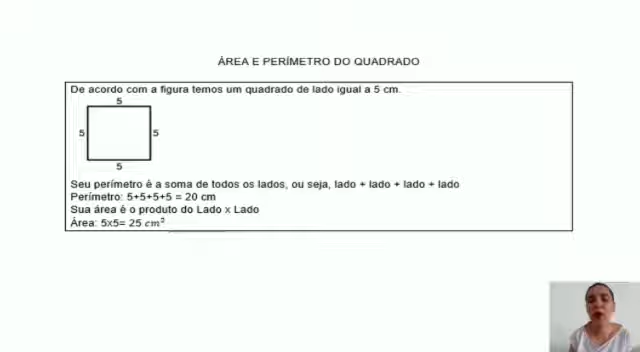 ÁREA E PERÍMETRO DO QUADRADO
De acordo com a figura temos um quadrado de lado igual a 5 cm.
5
5 5
5
Seu perímetro é a soma de todos os lados, ou seja, lado + lado + lado + lado
Perímetro: 5+5+5+5 = 20 cm
Sua área é o produto do Lado x Lado
Área: 5x5= 25 cm²